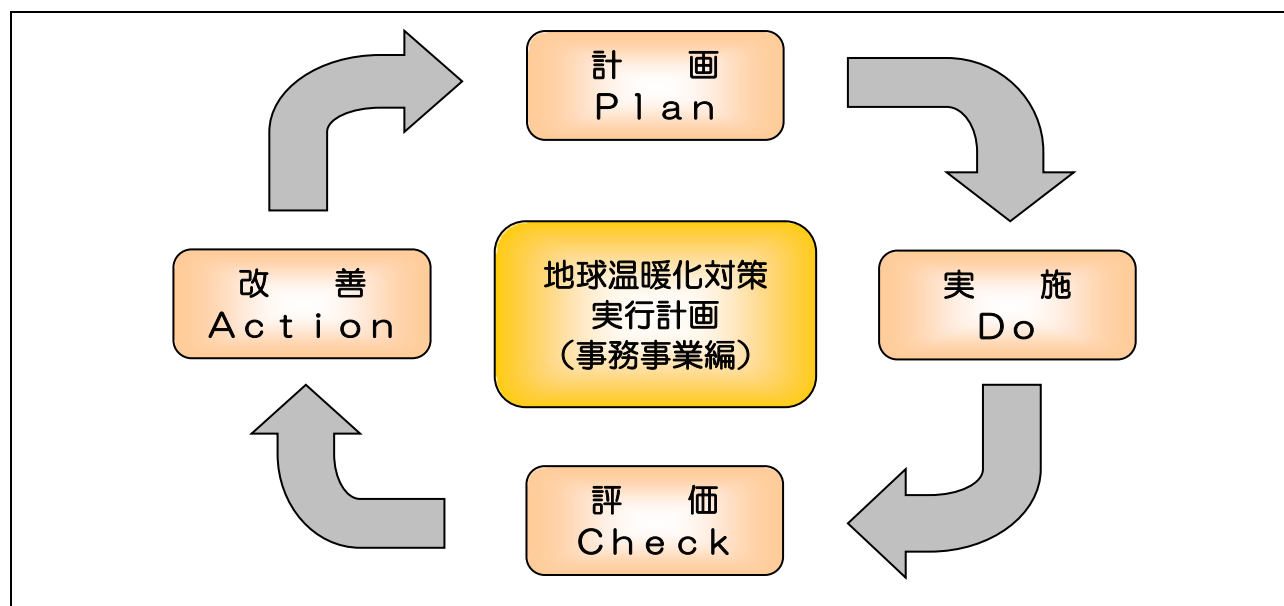 計　　画
Ｐｌａｎ
実　　施
Ｄｏ
評　　価
Ｃｈｅｃｋ
改　　善
Ａｃｔｉｏｎ
地球温暖化対策
実行計画
（事務事業編）